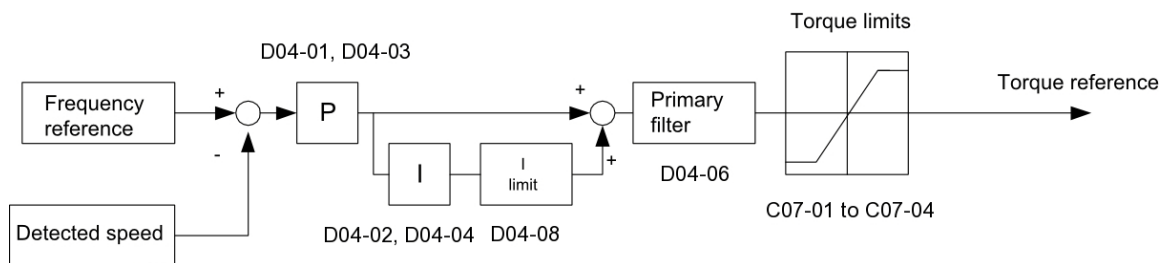 Torque limits
D04-01, D04-03
Frequency
reference
+
-
P
+
+
Primary
filter
Torque reference
I
I
limit
D04-06
C07-01 to C07-04
Detected speed
D04-02, D04-04
D04-08